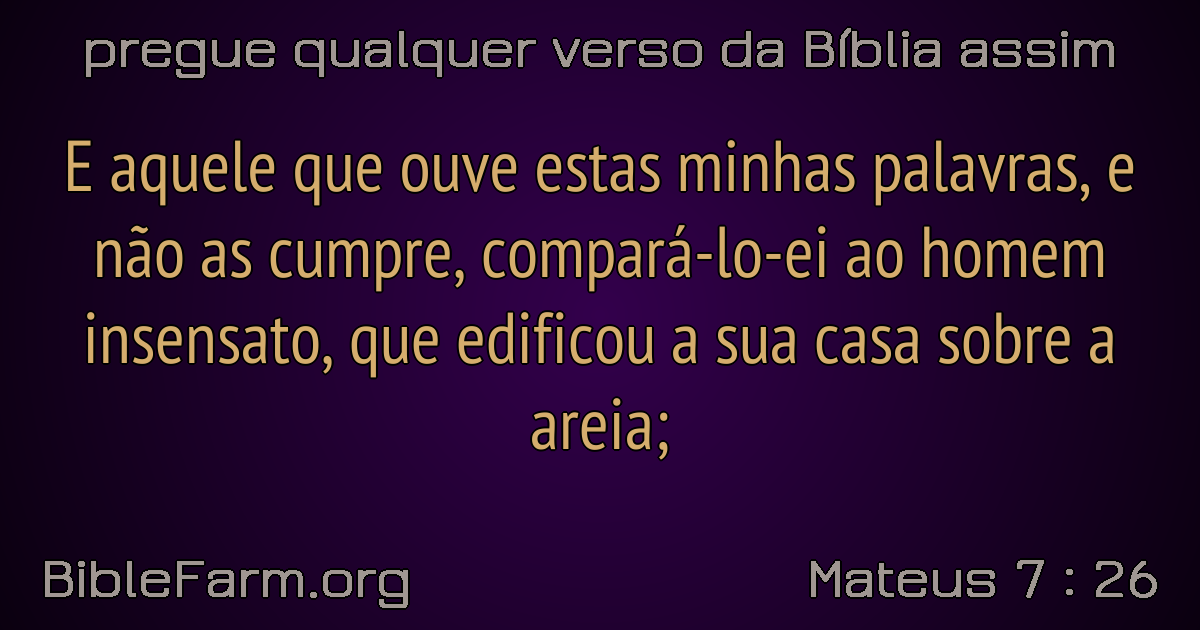 pregue qualquer verso da Bíblia assim
E aquele que ouve estas minhas palavras, e
não as cumpre, compará-lo-ei ao homem
insensato, que edificou a sua casa sobre a
areia;
BibleFarm.org
Mateus 7 : 26